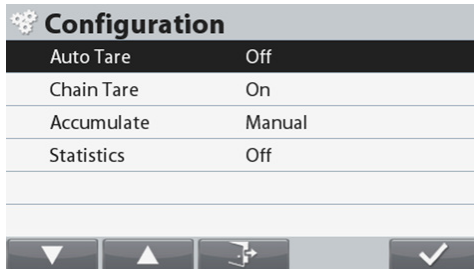 Configuration
Auto Tare Off
Chain Tare On
Accumulate Manual
Statistics Off